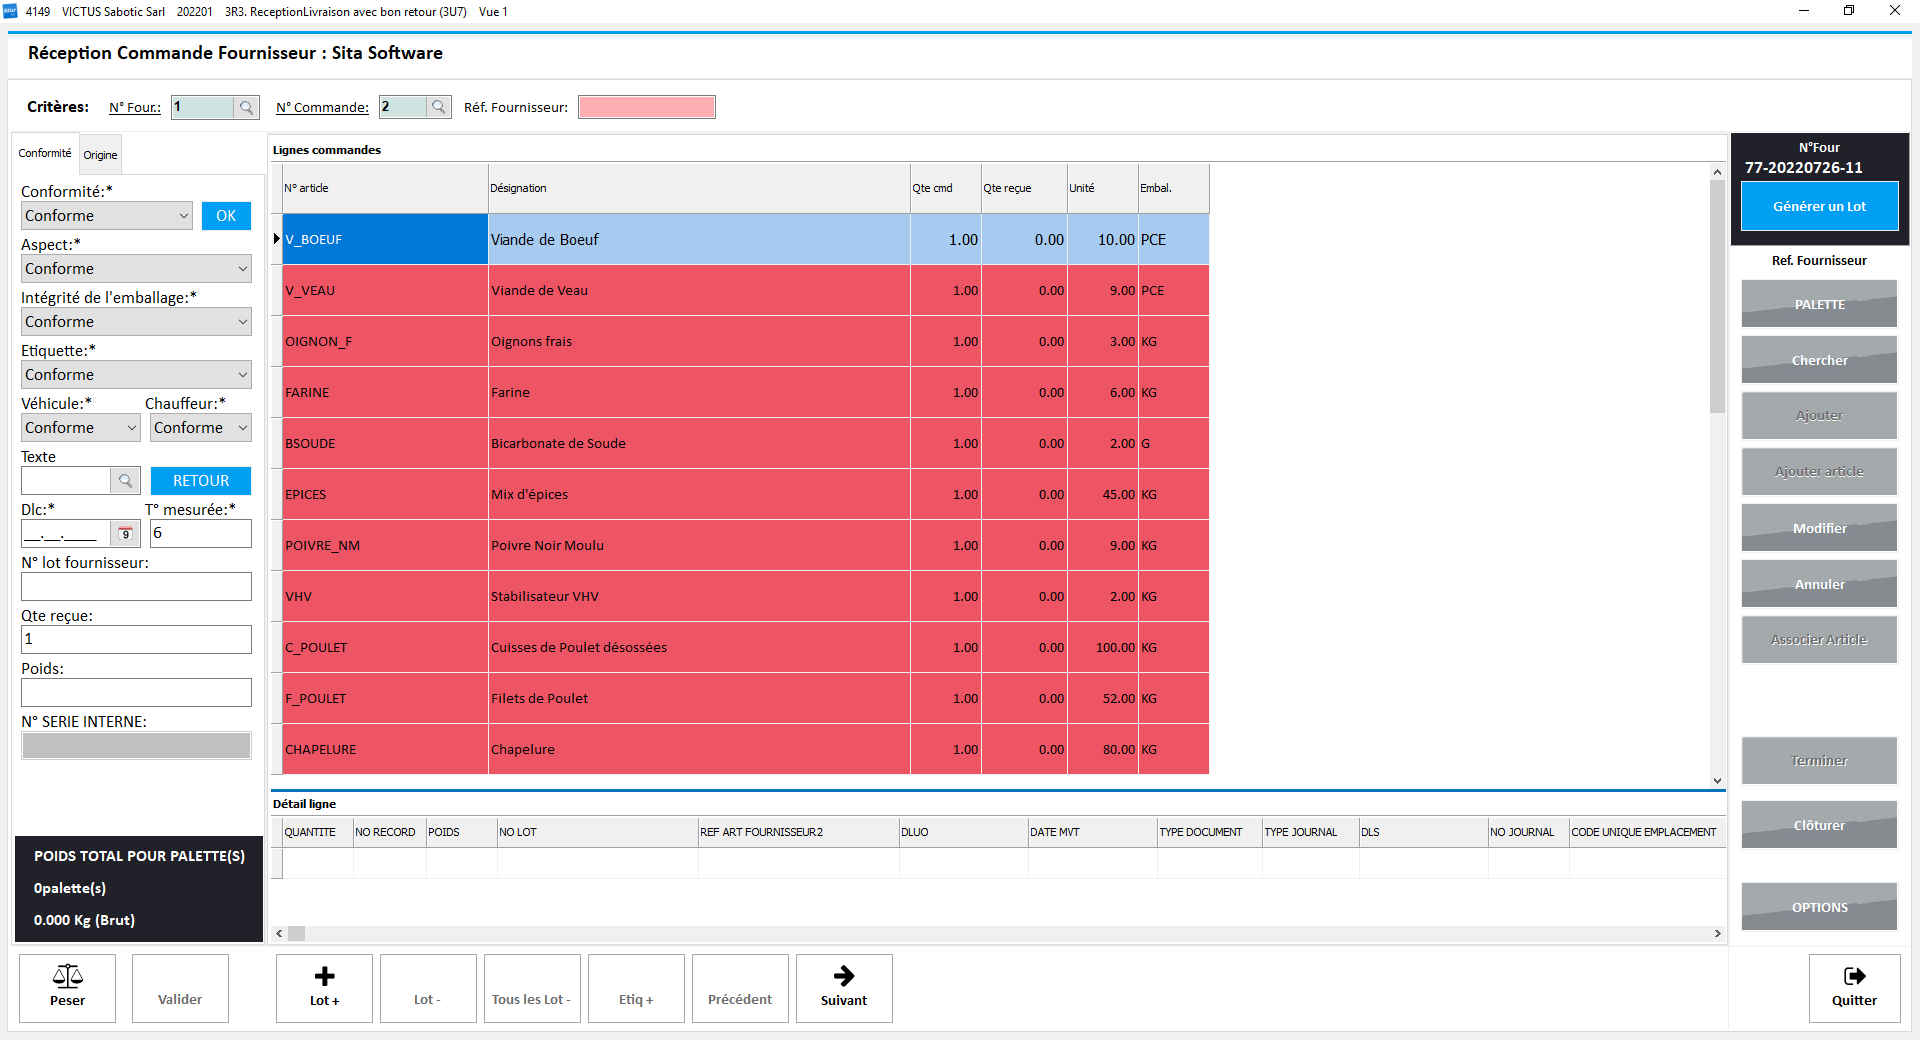 4149 VICTUS Sabotic Sarl 202201 3R3. ReceptionLivraison avec bon retour (3U7) Vue 1
Réception Commande Fournisseur : Sita Software
Critères: N° Four.: 1 N° Commande: 2 Réf. Fournisseur:
Conformité Origine
Conformité:*
Conforme OK
Aspect:*
Conforme
Intégrité de l'emballage:*
Conforme
Etiquette:*
Conforme
Véhicule:* Chauffeur:*
Conforme Conforme
Texte
RETOUR
Dlc:* T° mesurée:*
__.__.____ 9 6
N° lot fournisseur:
Qte reçue:
1
Poids:
N° SERIE INTERNE:
POIDS TOTAL POUR PALETTE(S)
0palette(s)
0.000 Kg (Brut)
Lignes commandes
N° article Désignation Qte cmd Qte reçue Unité Embal.
V_BOEUF Viande de Boeuf 1.00 0.00 10.00 PCE
V_VEAU Viande de Veau 1.00 0.00 9.00 PCE
OIGNON_F Oignons frais 1.00 0.00 3.00 KG
FARINE Farine 1.00 0.00 6.00 KG
BSOUDE Bicarbonate de Soude 1.00 0.00 2.00 G
EPICES Mix d'épices 1.00 0.00 45.00 KG
POIVRE_NM Poivre Noir Moulu 1.00 0.00 9.00 KG
VHV Stabilisateur VHV 1.00 0.00 2.00 KG
C_POULET Cuisses de Poulet désossées 1.00 0.00 100.00 KG
F_POULET Filets de Poulet 1.00 0.00 52.00 KG
CHAPELURE Chapelure 1.00 0.00 80.00 KG
Détail ligne
QUANTITE NO RECORD POIDS NO LOT REF ART FOURNISSEUR2 DLUO DATE MVT TYPE DOCUMENT TYPE JOURNAL DLS NO JOURNAL CODE UNIQUE EMPLACEMENT
N°Four
77-20220726-11
Générer un Lot
Ref. Fournisseur
PALETTE
Chercher
Ajouter
Ajouter article
Modifier
Annuler
Associer Article
Terminer
Clôturer
OPTIONS
Peser Valider Lot + Lot - Tous les Lot - Etiq + Précédent Suivant Quitter